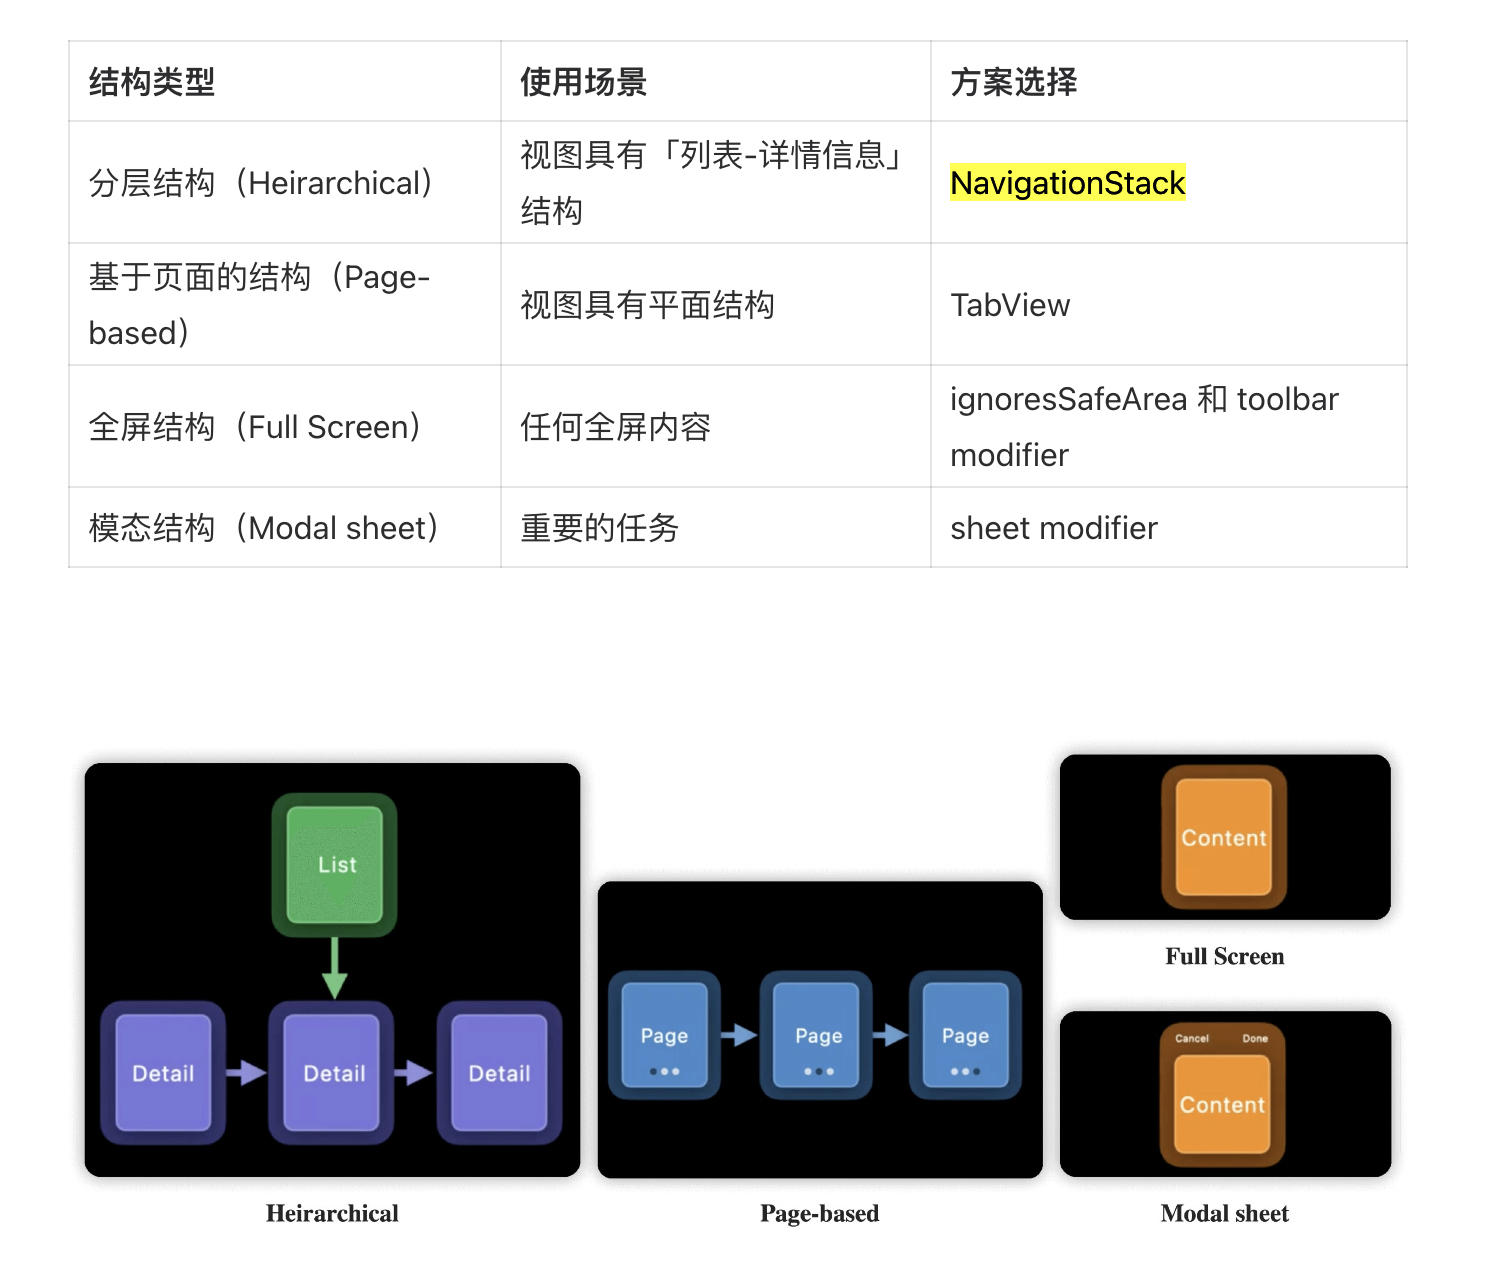 结构类型
使用场景
方案选择
分层结构（Heirarchical）
视图具有「列表-详情信息」
结构
NavigationStack
基于页面的结构（Page-
based）
视图具有平面结构
TabView
全屏结构（Full Screen）
任何全屏内容
ignoresSafeArea 和 toolbar
modifier
模态结构（Modal sheet）
重要的任务
sheet modifier
List
Detail
Detail
Detail
Heirarchical
Page
Page
Page
Page-based
Content
Full Screen
Cancel
Done
Content
Modal sheet